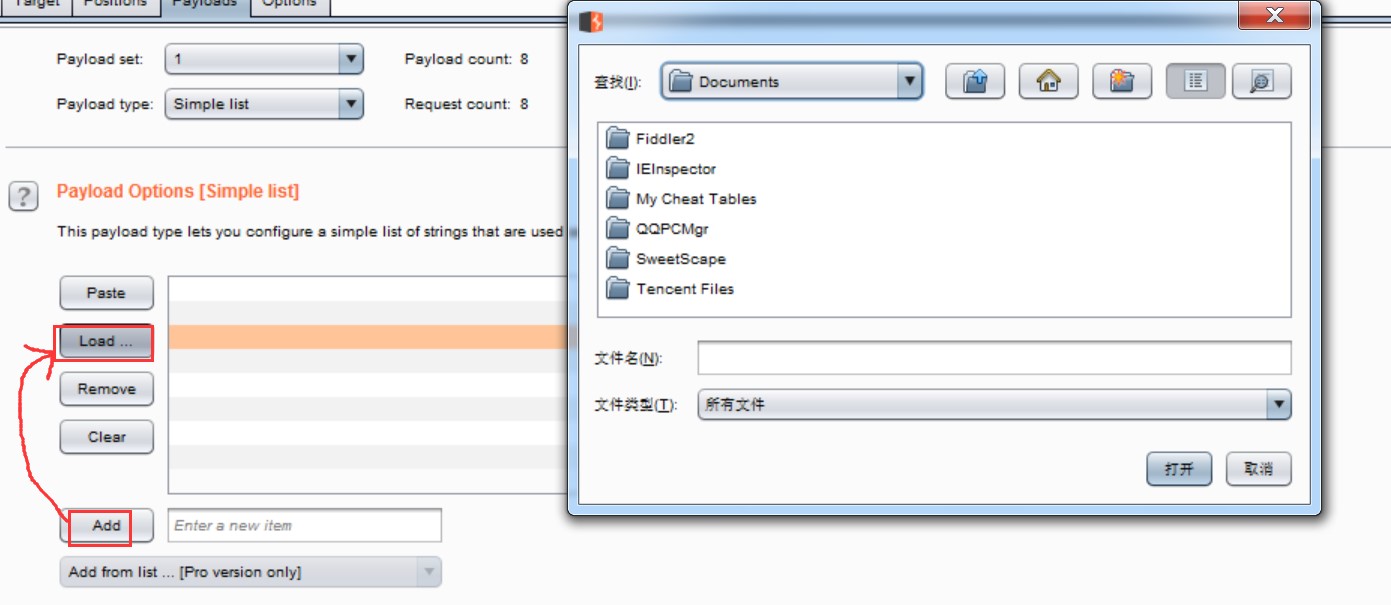 Target Positions Payloads Options
Payload set: 1 Payload count: 8
Payload type: Simple list Request count: 8
?
Payload Options [Simple list]
This payload type lets you configure a simple list of strings that are used
Paste
Load ...
Remove
Clear
Add Enter a new item
Add from list ... [Pro version only]
X
查找(I): Documents
Fiddler2
IEInspector
My Cheat Tables
QQPCMgr
SweetScape
Tencent Files
文件名(N):
文件类型(T): 所有文件
打开 取消